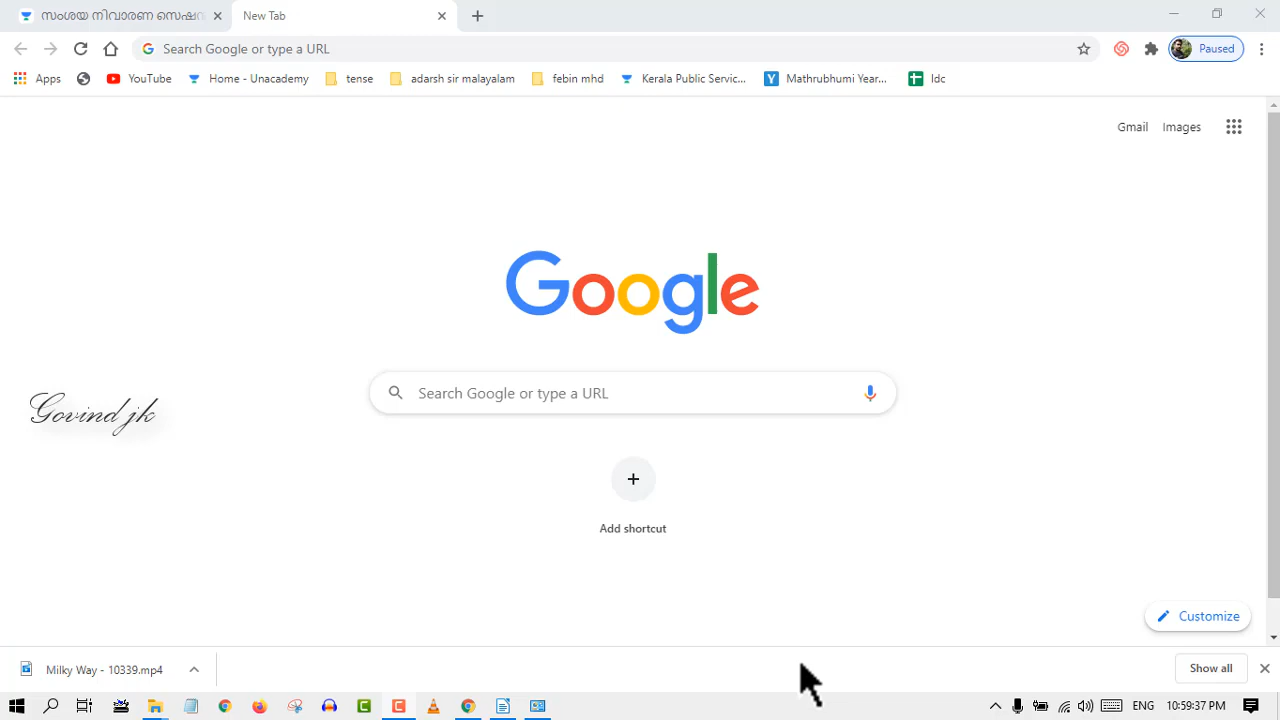 സംശയ നിവാരണ സെഷൻ
New Tab
Search Google or type a URL
Paused
Apps
YouTube
Home - Unacademy
tense
adarsh sir malayalam
febin mhd
Kerala Public Servic...
Mathrubhumi Year...
ldc
Gmail
Images
Google
Search Google or type a URL
Govind jk
Add shortcut
Customize
Milky Way - 10339.mp4
Show all
ENG
10:59:37 PM